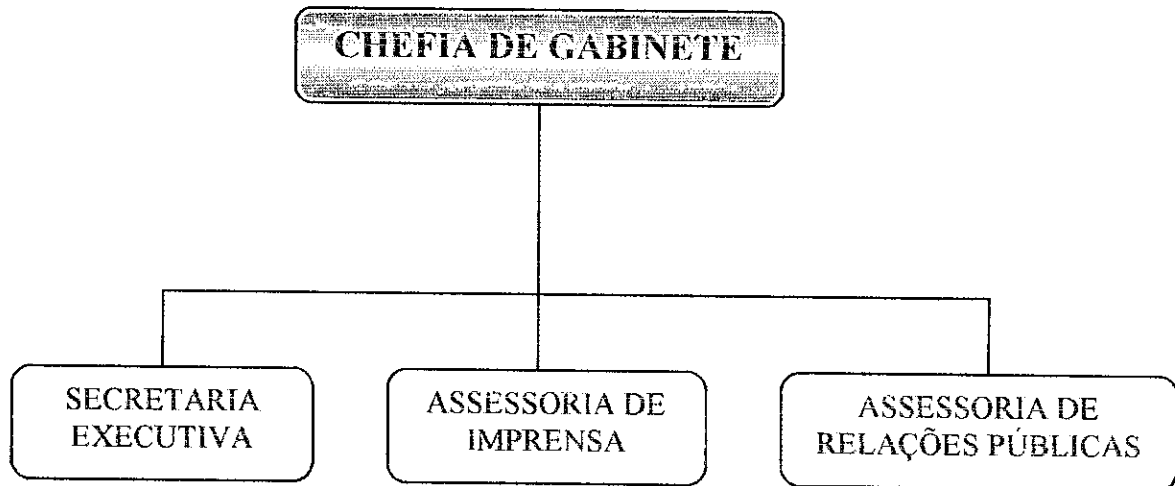 CHEFIA DE GABINETE
SECRETARIA
EXECUTIVA
ASSESSORIA DE
IMPRENSA
ASSESSORIA DE
RELAÇÕES PÚBLICAS